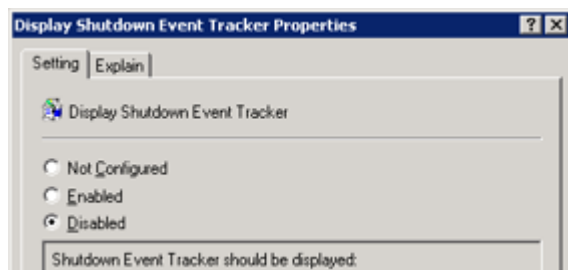 Display Shutdown Event Tracker Properties
Setting Explain
Display Shutdown Event Tracker
Not Configured
Enabled
Disabled
Shutdown Event Tracker should be displayed: